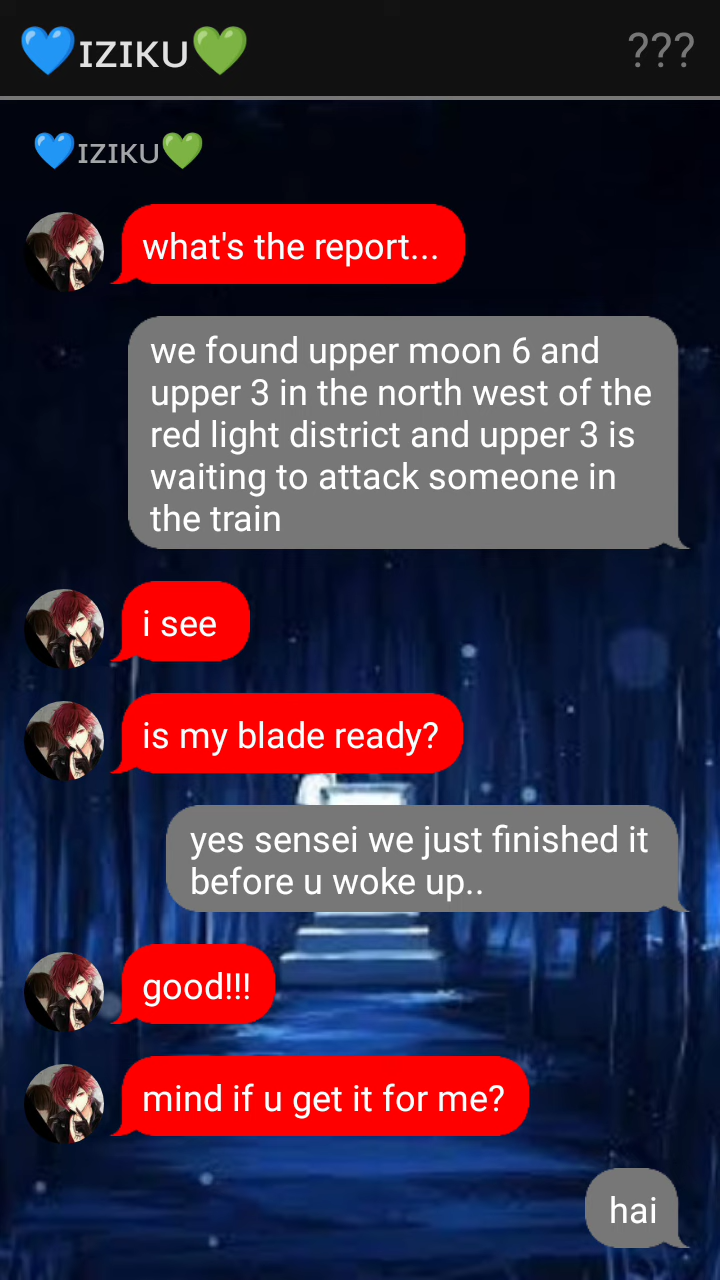 💙IZIKU💚 ???
💙IZIKU💚
what's the report...
we found upper moon 6 and
upper 3 in the north west of the
red light district and upper 3 is
waiting to attack someone in
the train
i see
is my blade ready?
yes sensei we just finished it
before u woke up..
good!!!
mind if u get it for me?
hai